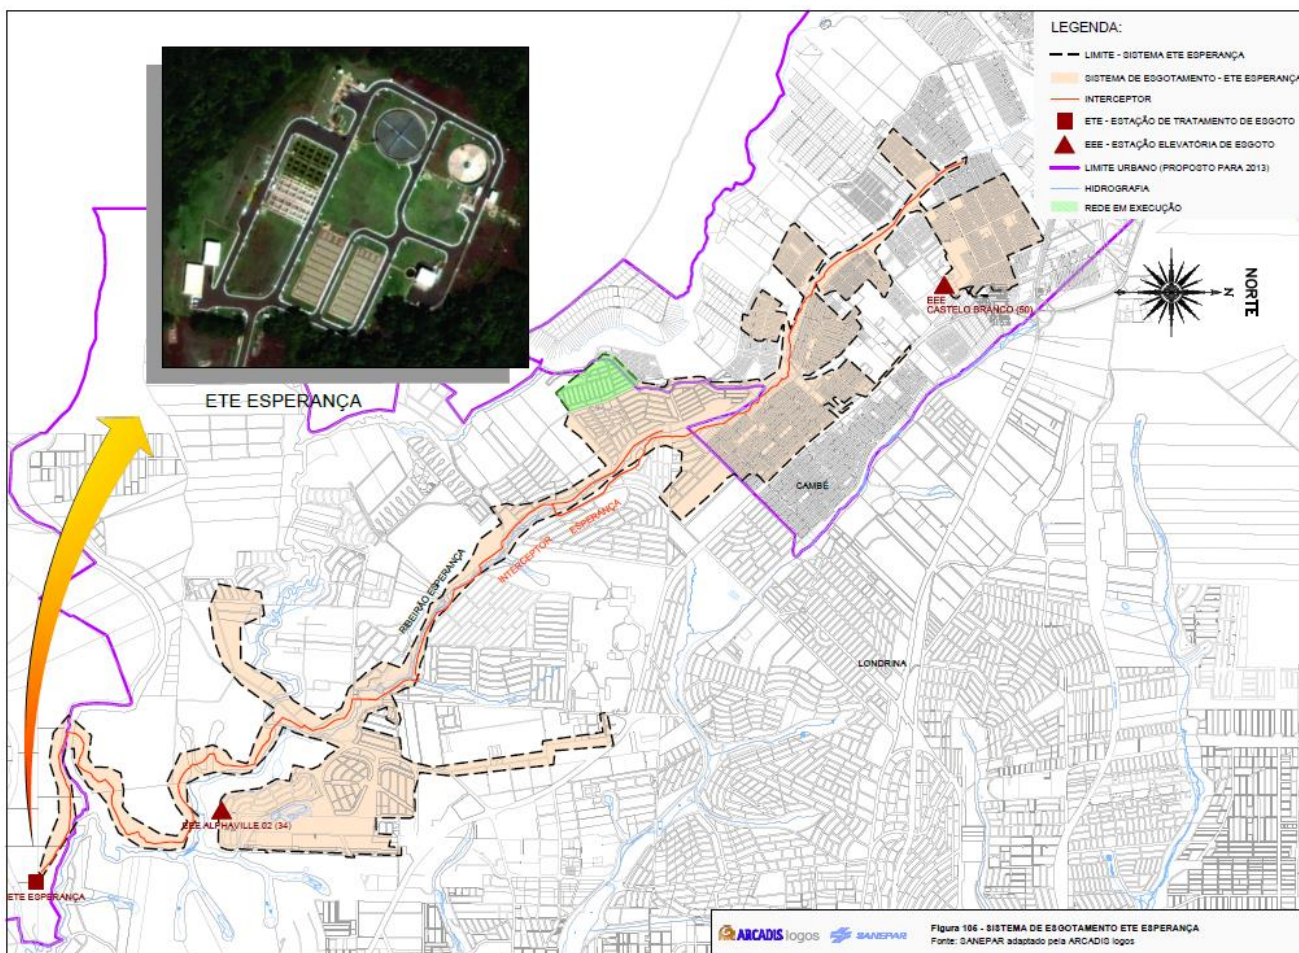 LEGENDA:
LIMITE - SISTEMA ETE ESPERANÇA
SISTEMA DE ESGOTAMENTO - ETE ESPERANÇA
INTERCEPTOR
ETE - ESTAÇÃO DE TRATAMENTO DE ESGOTO
EEE - ESTAÇÃO ELEVATÓRIA DE ESGOTO
LIMITE URBANO (PROPOSTO PARA 2013)
HIDROGRAFIA
REDE EM EXECUÇÃO
N
NORTE
EEE
CASTELO BRANCO (50)
ETE ESPERANÇA
CAMBÉ
RIBEIRÃO ESPERANÇA
INTERCEPTOR ESPERANÇA
LONDRINA
EEE ALPHAVILLE 02 (34)
ETE ESPERANÇA
ARCADIS logos
SANEPAR
Figura 106 - SISTEMA DE ESGOTAMENTO ETE ESPERANÇA
Fonte: SANEPAR adaptado pela ARCADIS logos